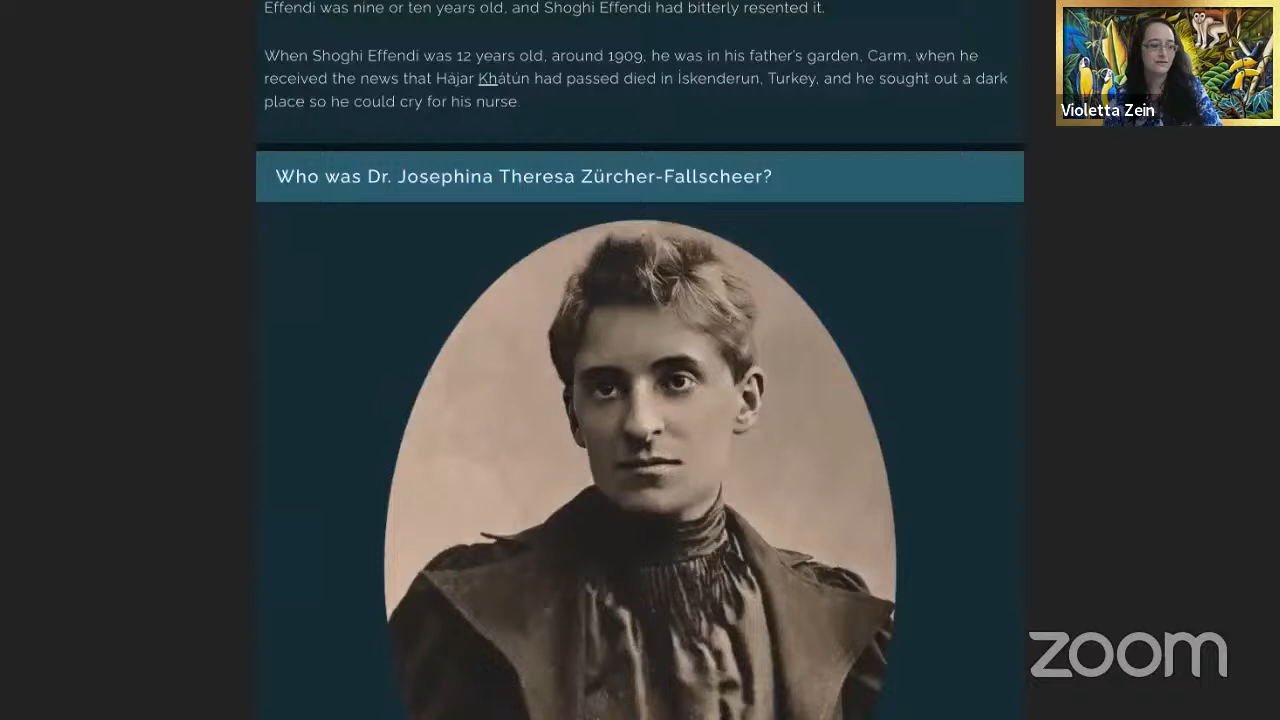 Effendi was nine or ten years old, and Shoghi Effendi had bitterly resented it.
When Shoghi Effendi was 12 years old, around 1909, he was in his father's garden, Carm, when he
received the news that Hájar Khátún had passed died in İskenderun, Turkey, and he sought out a dark
place so he could cry for his nurse.
Who was Dr. Josephina Theresa Zürcher-Fallscheer?
Violetta Zein
zoom